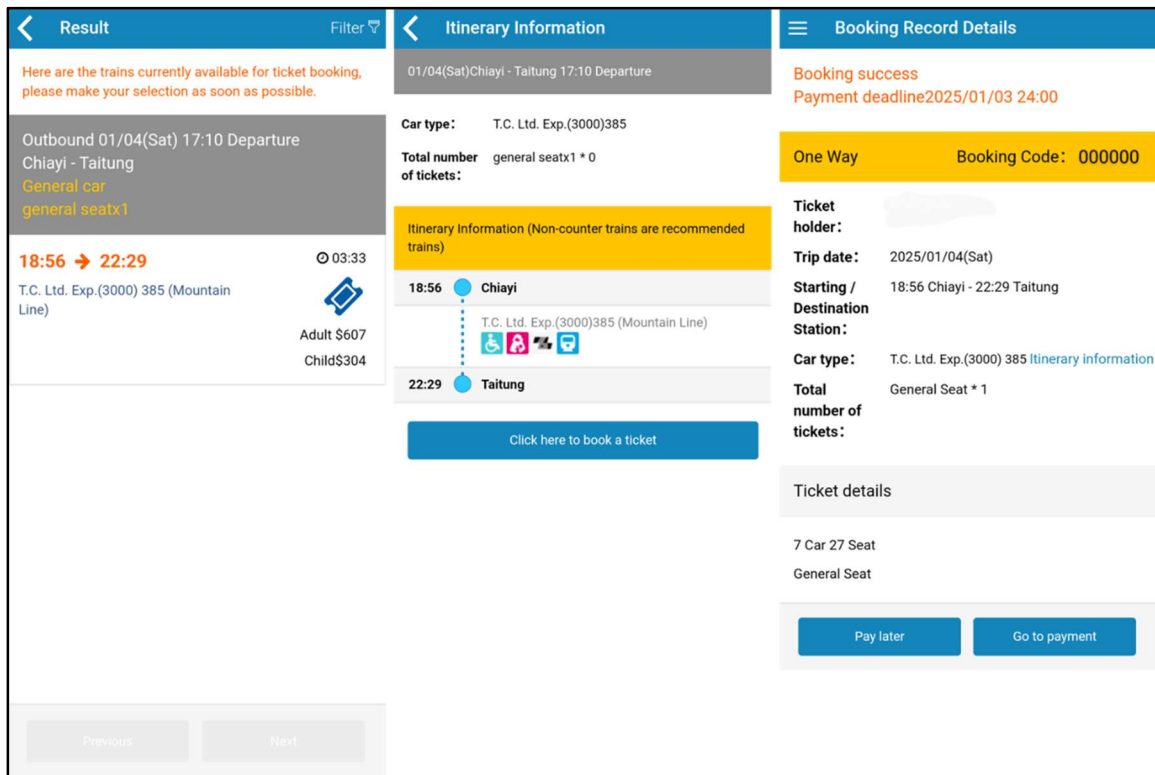 Result
Filter
Here are the trains currently available for ticket booking,
please make your selection as soon as possible.
Outbound 01/04(Sat) 17:10 Departure
Chiayi - Taitung
General car
general seatx1
18:56 → 22:29
03:33
T.C. Ltd. Exp.(3000) 385 (Mountain
Line)
Adult $607
Child$304
Previous
Next
Itinerary Information
01/04(Sat)Chiayi - Taitung 17:10 Departure
Car type: T.C. Ltd. Exp.(3000)385
Total number general seatx1 * 0
of tickets:
Itinerary Information (Non-counter trains are recommended
trains)
18:56 Chiayi
T.C. Ltd. Exp.(3000)385 (Mountain Line)
22:29 Taitung
Click here to book a ticket
Booking Record Details
Booking success
Payment deadline2025/01/03 24:00
One Way Booking Code: 000000
Ticket
holder:
Trip date: 2025/01/04(Sat)
Starting / 18:56 Chiayi - 22:29 Taitung
Destination
Station:
Car type: T.C. Ltd. Exp.(3000) 385 Itinerary information
Total General Seat * 1
number of
tickets:
Ticket details
7 Car 27 Seat
General Seat
Pay later
Go to payment